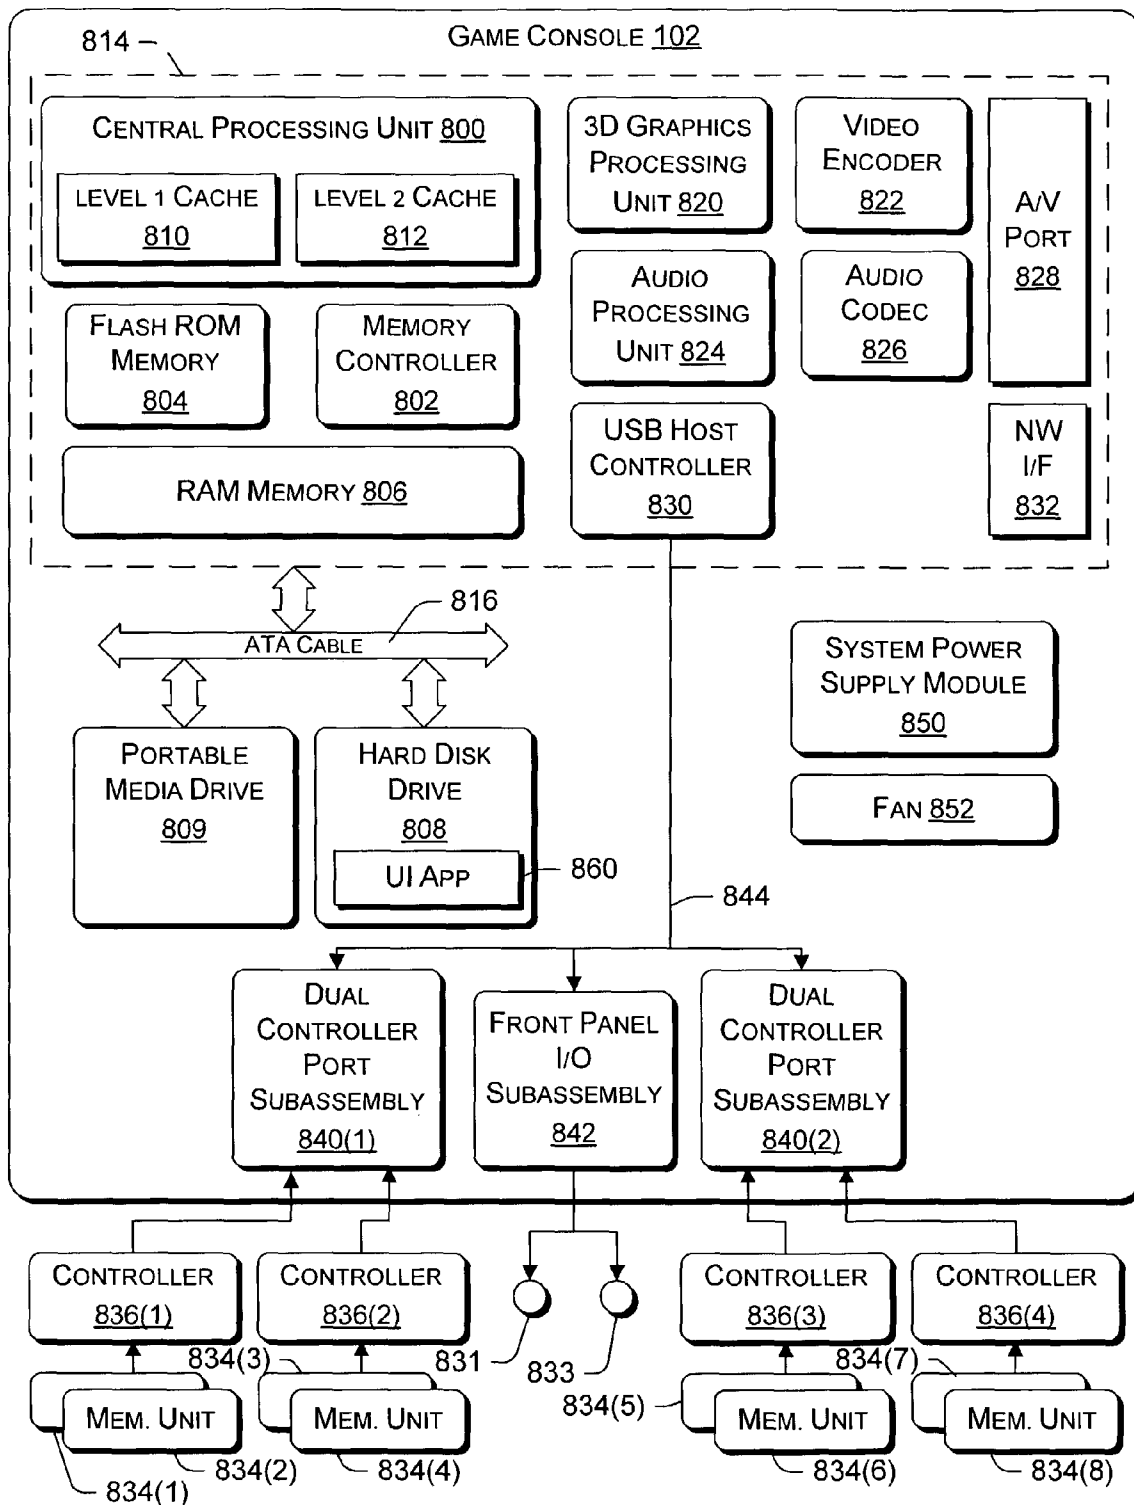 GAME CONSOLE 102
814
CENTRAL PROCESSING UNIT 800
LEVEL 1 CACHE
810
LEVEL 2 CACHE
812
3D GRAPHICS
PROCESSING
UNIT 820
VIDEO
ENCODER
822
A/V
PORT
828
FLASH ROM
MEMORY
804
MEMORY
CONTROLLER
802
AUDIO
PROCESSING
UNIT 824
AUDIO
CODEC
826
RAM MEMORY 806
USB HOST
CONTROLLER
830
NW
I/F
832
816
ATA CABLE
PORTABLE
MEDIA DRIVE
809
HARD DISK
DRIVE
808
UI APP
860
SYSTEM POWER
SUPPLY MODULE
850
FAN 852
844
DUAL
CONTROLLER
PORT
SUBASSEMBLY
840(1)
FRONT PANEL
I/O
SUBASSEMBLY
842
DUAL
CONTROLLER
PORT
SUBASSEMBLY
840(2)
CONTROLLER
836(1)
CONTROLLER
836(2)
831
833
CONTROLLER
836(3)
CONTROLLER
836(4)
834(3)
834(5)
834(7)
MEM. UNIT
MEM. UNIT
MEM. UNIT
MEM. UNIT
834(1)
834(2)
834(4)
834(6)
834(8)